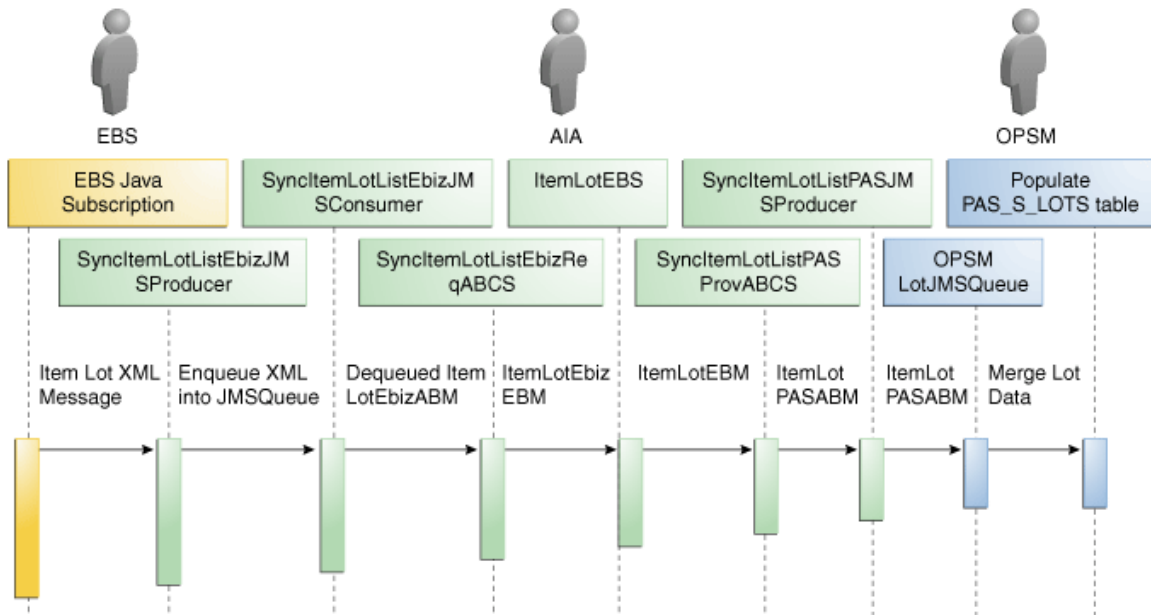 EBS
AIA
OPSM
EBS Java
Subscription
SyncItemLotListEbizJM
SConsumer
ItemLotEBS
SyncItemLotListPASJM
SProducer
Populate
PAS_S_LOTS table
SyncItemLotListEbizJM
SProducer
SyncItemLotListEbizRe
qABCS
SyncItemLotListPAS
ProvABCS
OPSM
LotJMSQueue
Item Lot XML
Message
Enqueue XML
into JMSQueue
Dequeued Item
LotEbizABM
ItemLotEbiz
EBM
ItemLotEBM
ItemLot
PASABM
ItemLot
PASABM
Merge Lot
Data